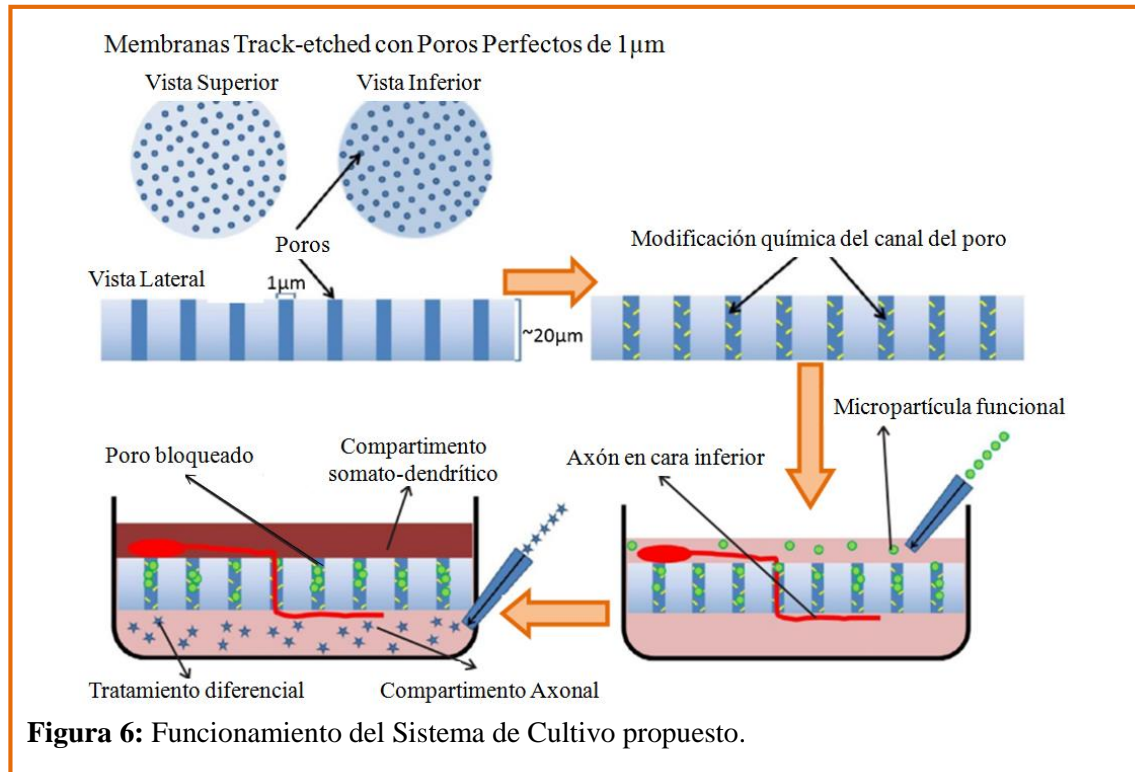 Membranas Track-etched con Poros Perfectos de 1µm
Vista Superior
Vista Inferior
Poros
Vista Lateral
1µm
~20µm
Modificación química del canal del poro
Micropartícula funcional
Axón en cara inferior
Poro bloqueado
Compartimento
somato-dendrítico
Tratamiento diferencial
Compartimento Axonal
Figura 6: Funcionamiento del Sistema de Cultivo propuesto.